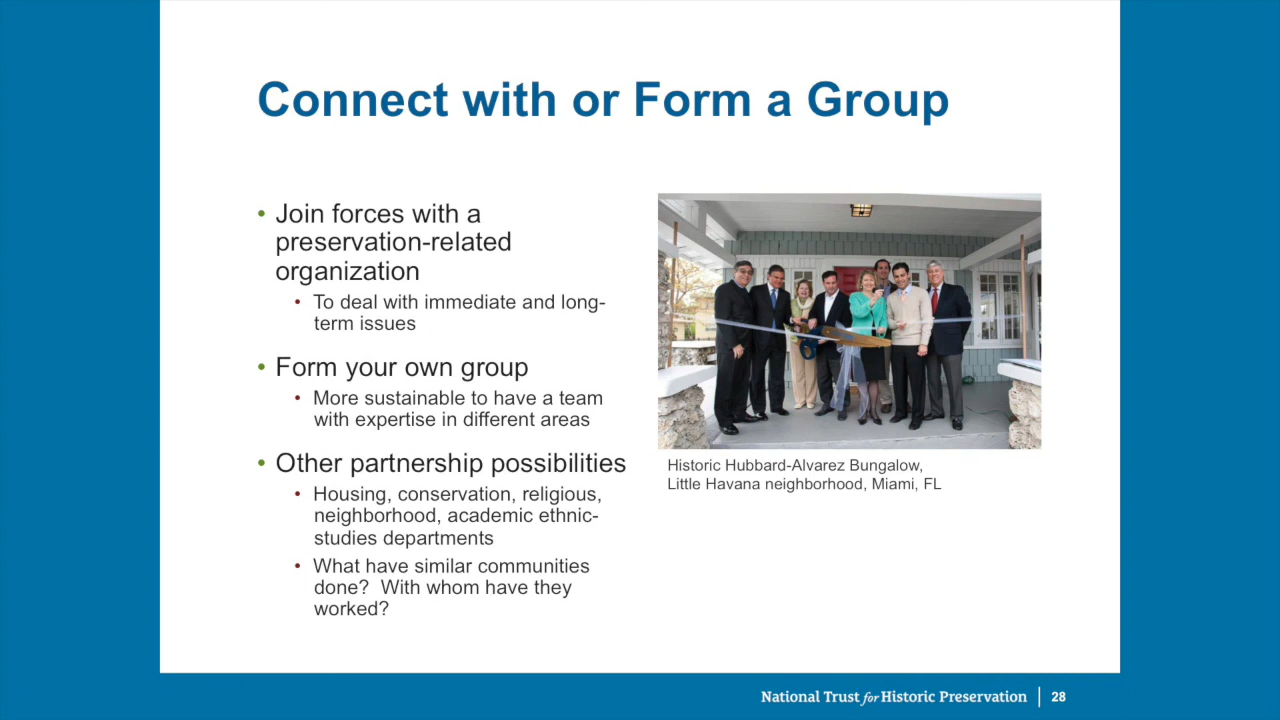 Connect with or Form a Group
• Join forces with a
preservation-related
organization
• To deal with immediate and long-
term issues
• Form your own group
• More sustainable to have a team
with expertise in different areas
• Other partnership possibilities
• Housing, conservation, religious,
neighborhood, academic ethnic-
studies departments
• What have similar communities
done?  With whom have they
worked?
Historic Hubbard-Alvarez Bungalow,
Little Havana neighborhood, Miami, FL
National Trust for Historic Preservation | 28